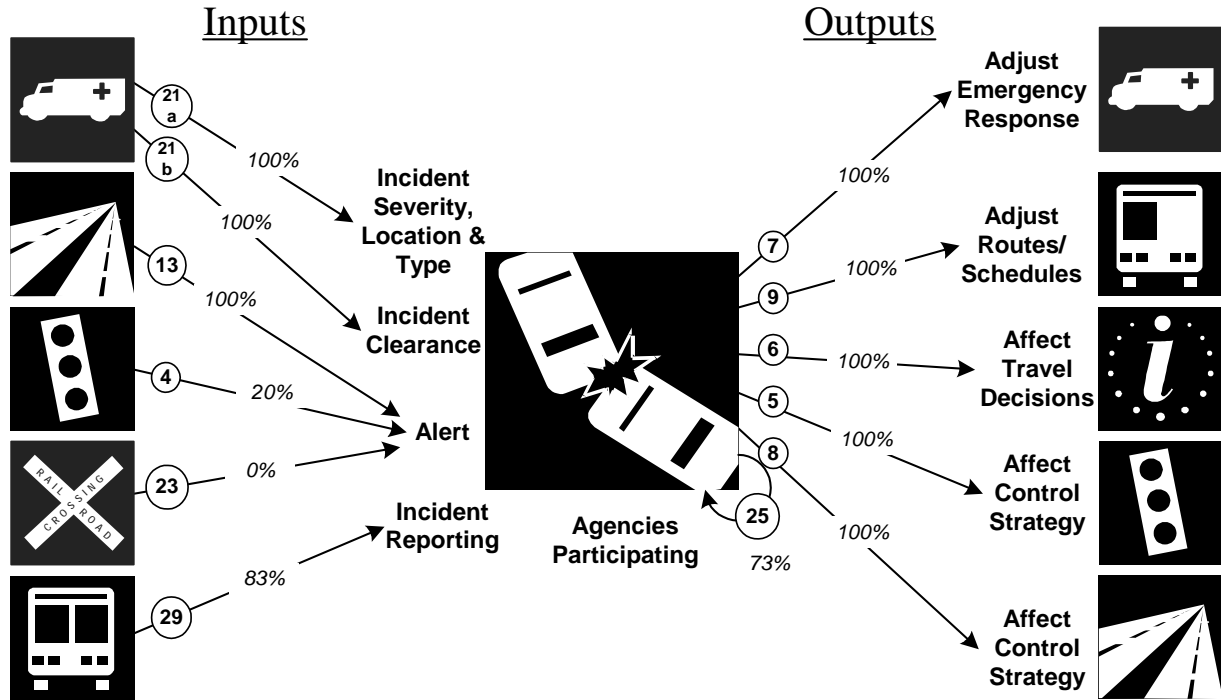 Inputs
Outputs
21
a
100%
21
b
100%
13
100%
4
20%
23
0%
29
83%
RAIL
ROAD
CROSSING
Incident
Severity,
Location &
Type
Incident
Clearance
Alert
Incident
Reporting
Agencies
Participating
25
73%
7
100%
9
100%
6
100%
5
100%
8
100%
Adjust
Emergency
Response
Adjust
Routes/
Schedules
Affect
Travel
Decisions
i
Affect
Control
Strategy
Affect
Control
Strategy